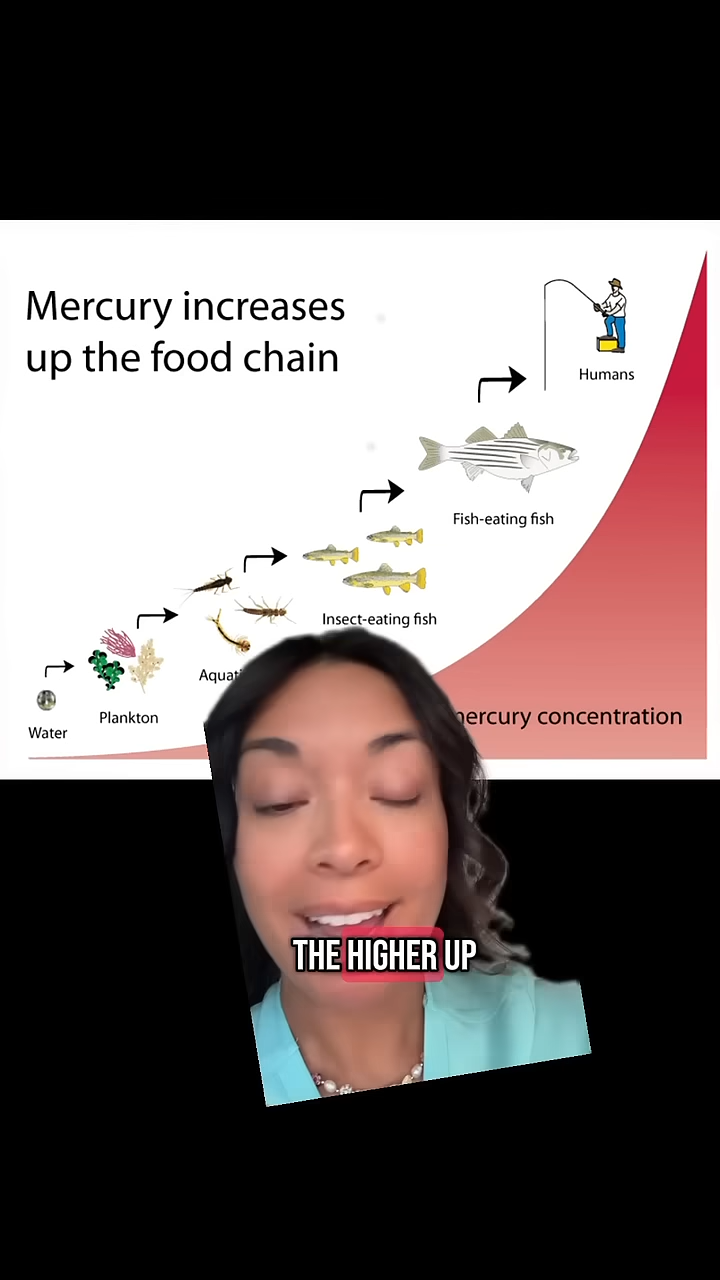 Mercury increases
up the food chain
Humans
Fish-eating fish
Insect-eating fish
Plankton
Water
concentration
THE HIGHER UP